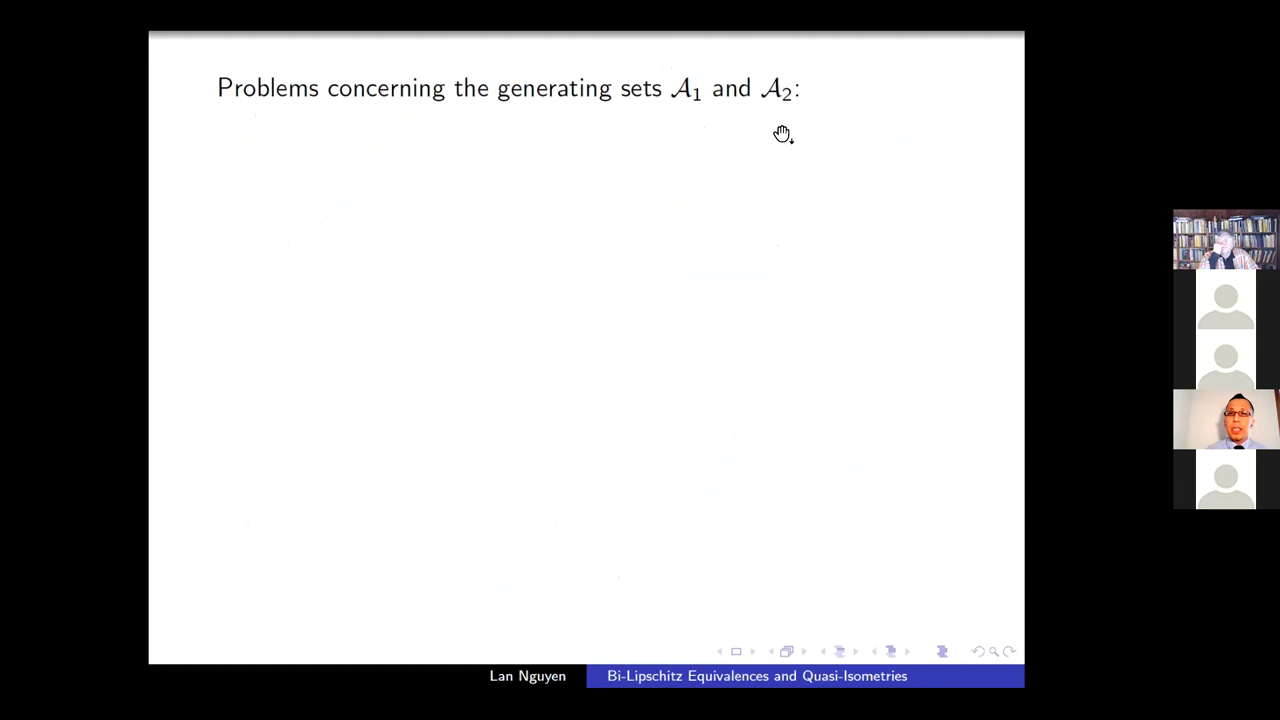 Problems concerning the generating sets 𝒜₁ and 𝒜₂:
Lan Nguyen
Bi-Lipschitz Equivalences and Quasi-Isometries